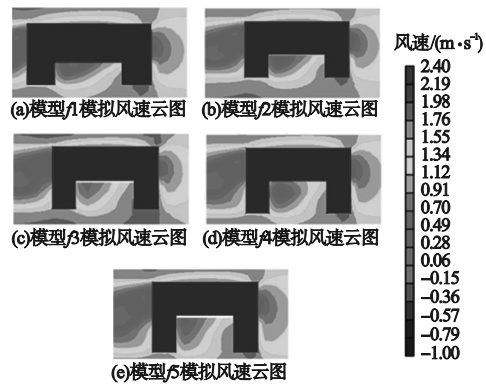 (a)模型f1模拟风速云图
(b)模型f2模拟风速云图
(c)模型f3模拟风速云图
(d)模型f4模拟风速云图
(e)模型f5模拟风速云图
风速/(m·s⁻¹)
2.40
2.19
1.98
1.76
1.55
1.34
1.12
0.91
0.70
0.49
0.28
0.06
-0.15
-0.36
-0.57
-0.79
-1.00